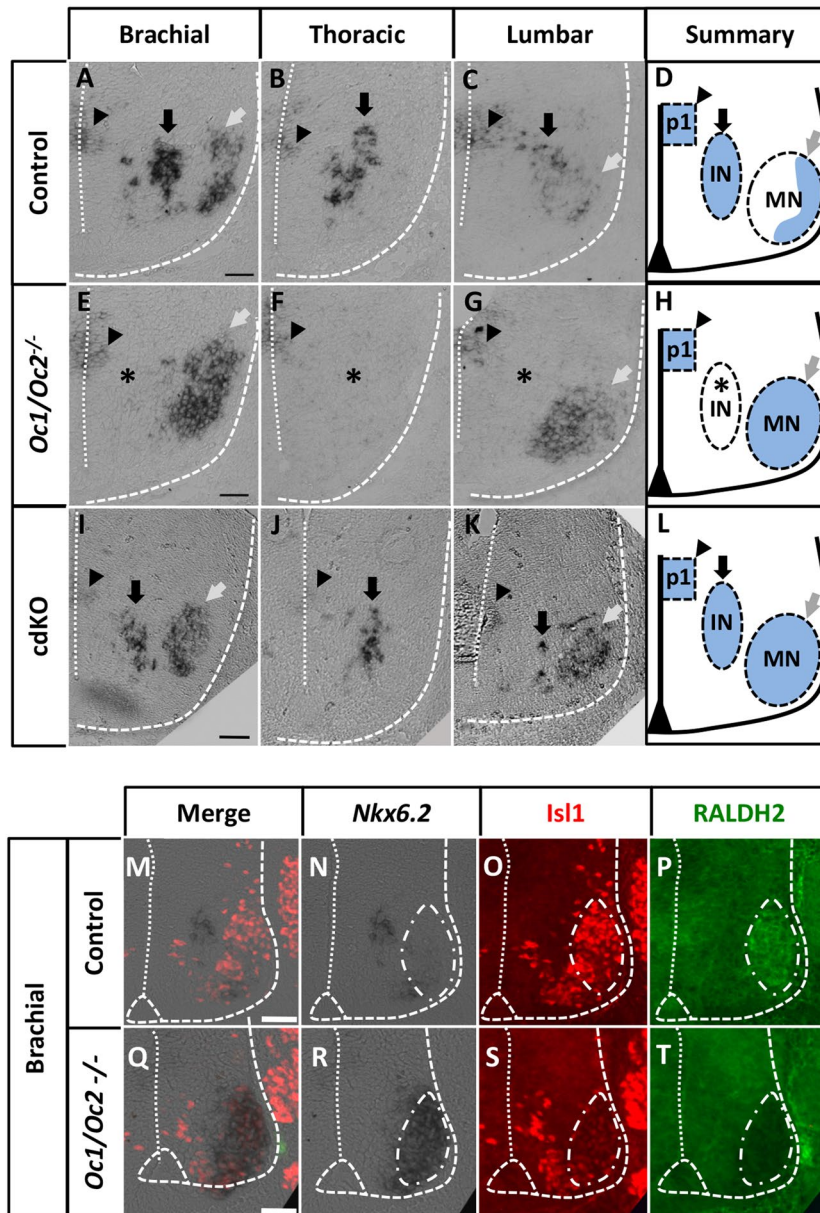 Brachial Thoracic Lumbar Summary
Control
A B C D
p1 IN MN
Oc1/Oc2-/-
E F G H
* * *
p1 * IN MN
cdKO
I J K L
p1 IN MN
Merge Nkx6.2 Isl1 RALDH2
Brachial
Control
M N O P
Oc1/Oc2 -/-
Q R S T